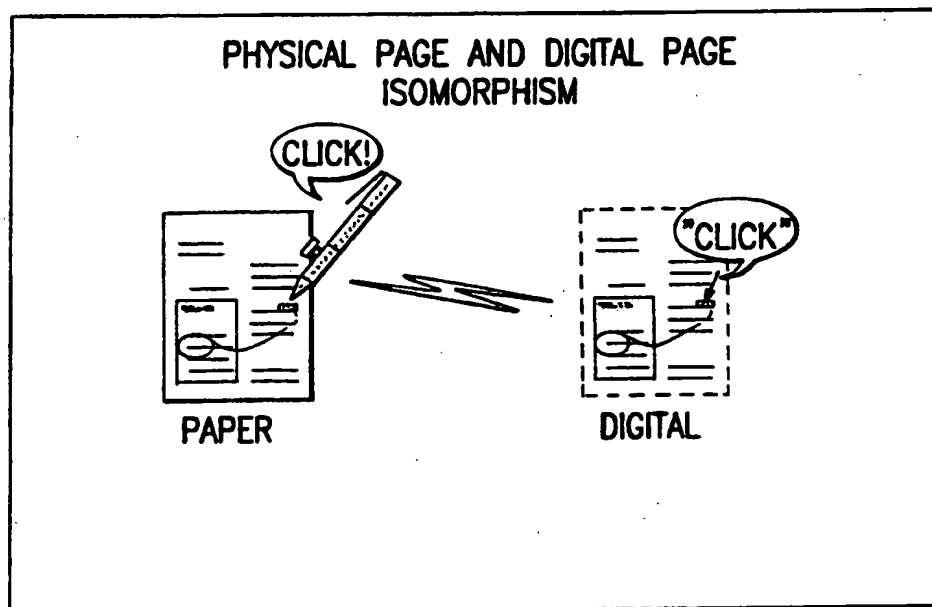 PHYSICAL PAGE AND DIGITAL PAGE
ISOMORPHISM
CLICK!
"CLICK"
PAPER
DIGITAL